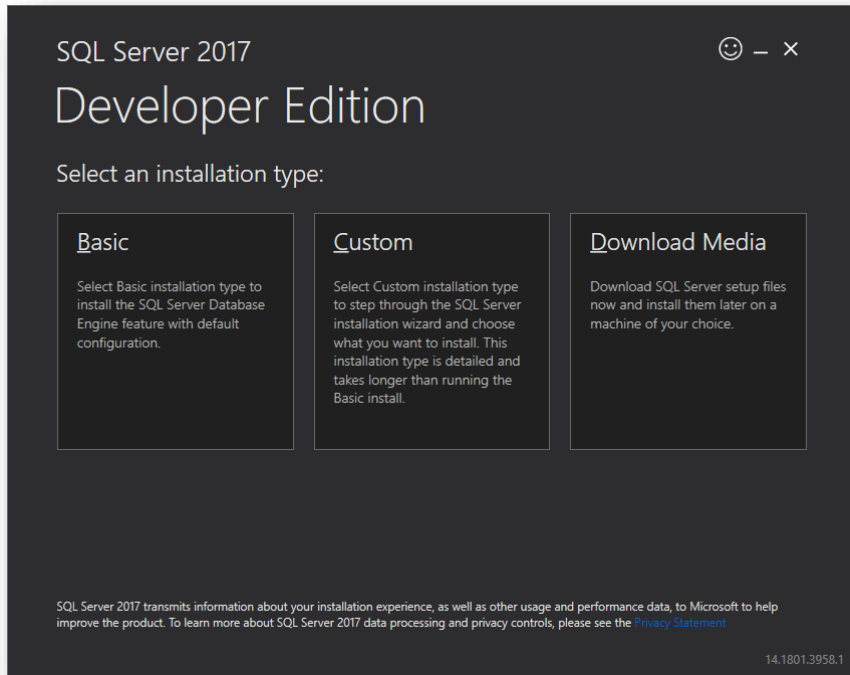 SQL Server 2017
Developer Edition
Select an installation type:
Basic
Select Basic installation type to
install the SQL Server Database
Engine feature with default
configuration.
Custom
Select Custom installation type
to step through the SQL Server
installation wizard and choose
what you want to install. This
installation type is detailed and
takes longer than running the
Basic install.
Download Media
Download SQL Server setup files
now and install them later on a
machine of your choice.
SQL Server 2017 transmits information about your installation experience, as well as other usage and performance data, to Microsoft to help
improve the product. To learn more about SQL Server 2017 data processing and privacy controls, please see the Privacy Statement
14.1801.3958.1